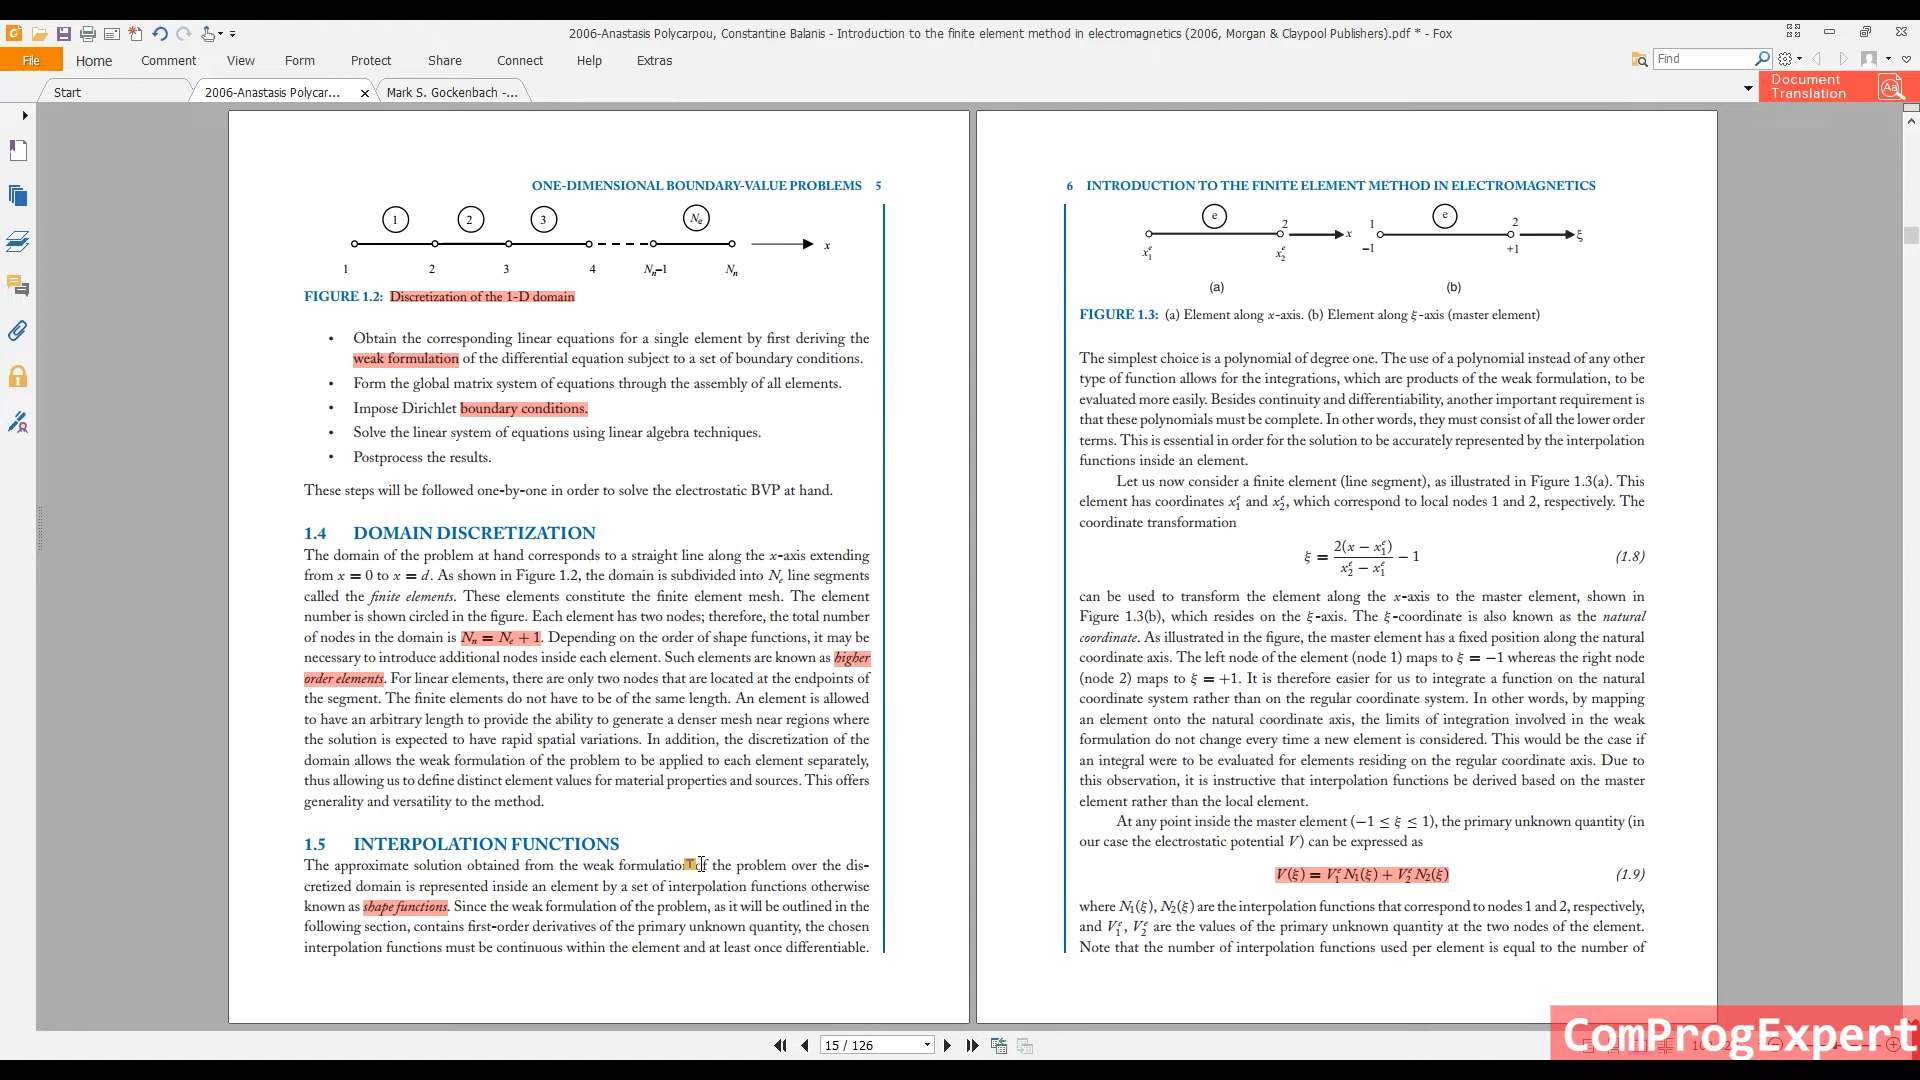 2006-Anastasis Polycarpou, Constantine Balanis - Introduction to the finite element method in electromagnetics (2006, Morgan & Claypool Publishers).pdf * - Fox
File Home Comment View Form Protect Share Connect Help Extras
Find
Start
2006-Anastasis Polycar...
Mark S. Gockenbach -...
Document
Translation
ONE-DIMENSIONAL BOUNDARY-VALUE PROBLEMS 5
1 2 3 Ne
x
1 2 3 4 Nn–1 Nn
FIGURE 1.2: Discretization of the 1-D domain
• Obtain the corresponding linear equations for a single element by first deriving the
weak formulation of the differential equation subject to a set of boundary conditions.
• Form the global matrix system of equations through the assembly of all elements.
• Impose Dirichlet boundary conditions.
• Solve the linear system of equations using linear algebra techniques.
• Postprocess the results.
These steps will be followed one-by-one in order to solve the electrostatic BVP at hand.
1.4 DOMAIN DISCRETIZATION
The domain of the problem at hand corresponds to a straight line along the x-axis extending
from x = 0 to x = d. As shown in Figure 1.2, the domain is subdivided into Ne line segments
called the finite elements. These elements constitute the finite element mesh. The element
number is shown circled in the figure. Each element has two nodes; therefore, the total number
of nodes in the domain is Nn = Ne + 1. Depending on the order of shape functions, it may be
necessary to introduce additional nodes inside each element. Such elements are known as higher
order elements. For linear elements, there are only two nodes that are located at the endpoints of
the segment. The finite elements do not have to be of the same length. An element is allowed
to have an arbitrary length to provide the ability to generate a denser mesh near regions where
the solution is expected to have rapid spatial variations. In addition, the discretization of the
domain allows the weak formulation of the problem to be applied to each element separately,
thus allowing us to define distinct element values for material properties and sources. This offers
generality and versatility to the method.
1.5 INTERPOLATION FUNCTIONS
The approximate solution obtained from the weak formulation of the problem over the dis-
cretized domain is represented inside an element by a set of interpolation functions otherwise
known as shape functions. Since the weak formulation of the problem, as it will be outlined in the
following section, contains first-order derivatives of the primary unknown quantity, the chosen
interpolation functions must be continuous within the element and at least once differentiable.
6 INTRODUCTION TO THE FINITE ELEMENT METHOD IN ELECTROMAGNETICS
e e
2 x 1 2 ξ
x₁ᵉ x₂ᵉ –1 +1
(a) (b)
FIGURE 1.3: (a) Element along x-axis. (b) Element along ξ-axis (master element)
The simplest choice is a polynomial of degree one. The use of a polynomial instead of any other
type of function allows for the integrations, which are products of the weak formulation, to be
evaluated more easily. Besides continuity and differentiability, another important requirement is
that these polynomials must be complete. In other words, they must consist of all the lower order
terms. This is essential in order for the solution to be accurately represented by the interpolation
functions inside an element.
Let us now consider a finite element (line segment), as illustrated in Figure 1.3(a). This
element has coordinates x₁ᵉ and x₂ᵉ, which correspond to local nodes 1 and 2, respectively. The
coordinate transformation
ξ = 2(x − x₁ᵉ) / (x₂ᵉ − x₁ᵉ) − 1 (1.8)
can be used to transform the element along the x-axis to the master element, shown in
Figure 1.3(b), which resides on the ξ-axis. The ξ-coordinate is also known as the natural
coordinate. As illustrated in the figure, the master element has a fixed position along the natural
coordinate axis. The left node of the element (node 1) maps to ξ = −1 whereas the right node
(node 2) maps to ξ = +1. It is therefore easier for us to integrate a function on the natural
coordinate system rather than on the regular coordinate system. In other words, by mapping
an element onto the natural coordinate axis, the limits of integration involved in the weak
formulation do not change every time a new element is considered. This would be the case if
an integral were to be evaluated for elements residing on the regular coordinate axis. Due to
this observation, it is instructive that interpolation functions be derived based on the master
element rather than the local element.
At any point inside the master element (−1 ≤ ξ ≤ 1), the primary unknown quantity (in
our case the electrostatic potential V) can be expressed as
V(ξ) = V₁ᵉ N₁(ξ) + V₂ᵉ N₂(ξ) (1.9)
where N₁(ξ), N₂(ξ) are the interpolation functions that correspond to nodes 1 and 2, respectively,
and V₁ᵉ, V₂ᵉ are the values of the primary unknown quantity at the two nodes of the element.
Note that the number of interpolation functions used per element is equal to the number of
15 / 126
ComProgExpert